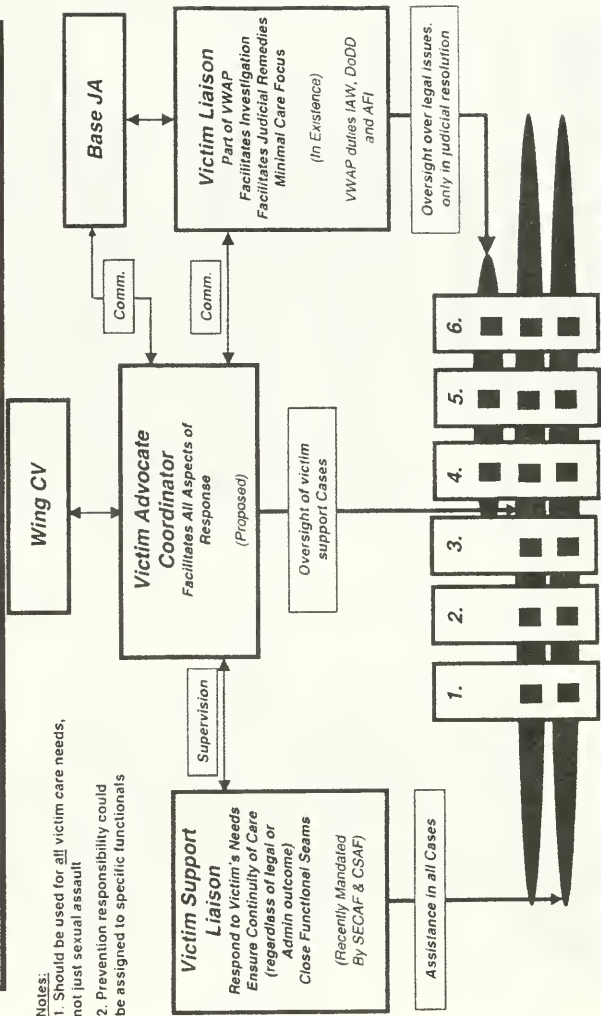 Notes:
1. Should be used for all victim care needs,
not just sexual assault
2. Prevention responsibility could
be assigned to specific functionals
Wing CV
Base JA
Comm.
Victim Advocate
Coordinator
Facilitates All Aspects of
Response
(Proposed)
Comm.
Victim Liaison
Part of VWAP
Facilitates Investigation
Facilitates Judicial Remedies
Minimal Care Focus
(In Existence)
VWAP duties IAW, DoDD
and AFI
Supervision
Victim Support
Liaison
Respond to Victim's Needs
Ensure Continuity of Care
(regardless of legal or
Admin outcome)
Close Functional Seams
(Recently Mandated
By SECAF & CSAF)
Oversight of victim
support Cases
Oversight over legal issues.
only in judicial resolution
Assistance in all Cases
1.
2.
3.
4.
5.
6.